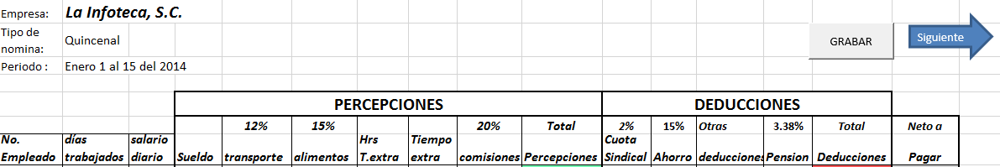 Empresa: La Infoteca, S.C.
Tipo de nomina: Quincenal
GRABAR Siguiente
Periodo : Enero 1 al 15 del 2014
PERCEPCIONES DEDUCCIONES
12% 15% 20% Total 2% 15% Otras 3.38% Total Neto a
No. días salario Hrs Tiempo Cuota
Empleado trabajados diario Sueldo transporte alimentos T.extra extra comisiones Percepciones Sindical Ahorro deducciones Pension Deducciones Pagar